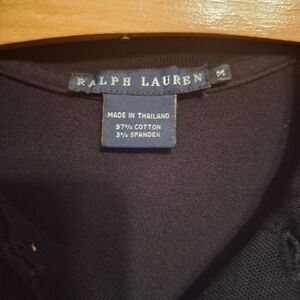 RALPH LAUREN M
MADE IN THAILAND
97% COTTON
3% SPANDEX